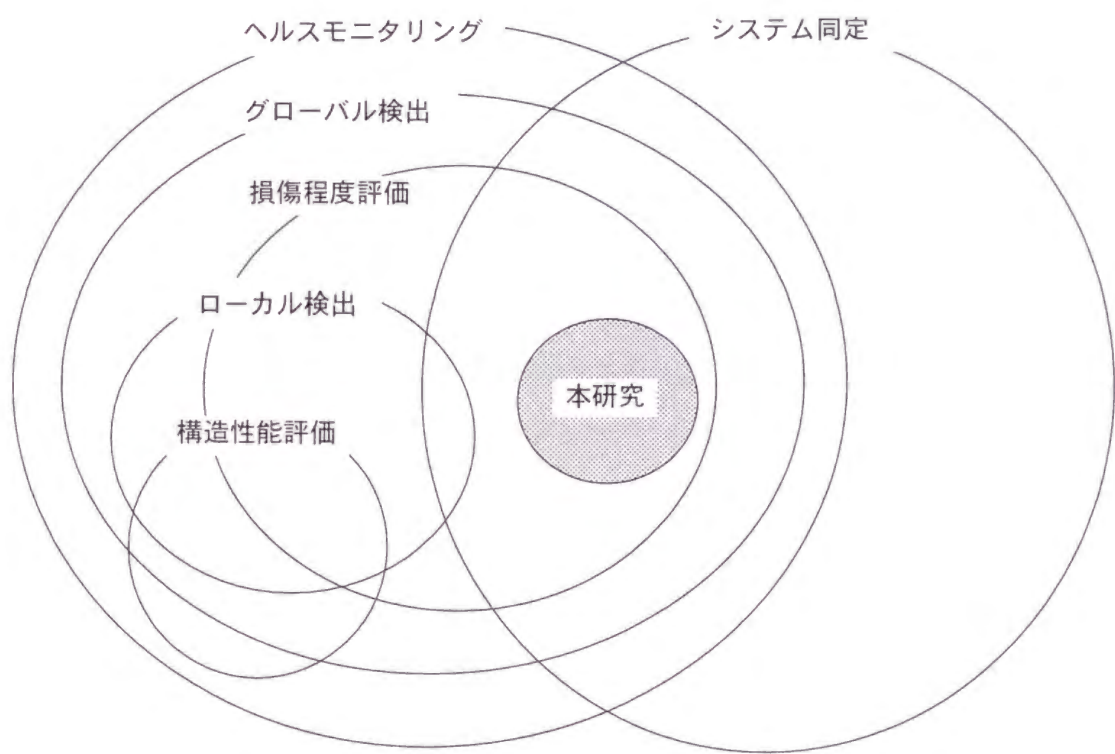 ヘルスモニタリング
システム同定
グローバル検出
損傷程度評価
ローカル検出
本研究
構造性能評価